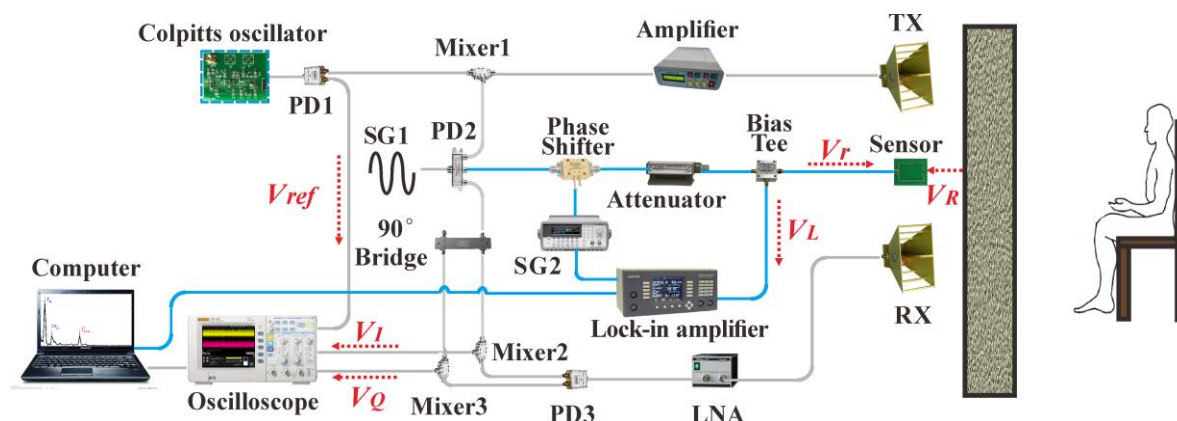 Colpitts oscillator
PD1
Mixer1
Amplifier
TX
SG1
PD2
Phase
Shifter
Bias
Tee
Vr
Sensor
VR
Vref
90°
Bridge
Attenuator
VL
SG2
Computer
Lock-in amplifier
RX
VI
Mixer2
VQ
Oscilloscope
Mixer3
PD3
LNA